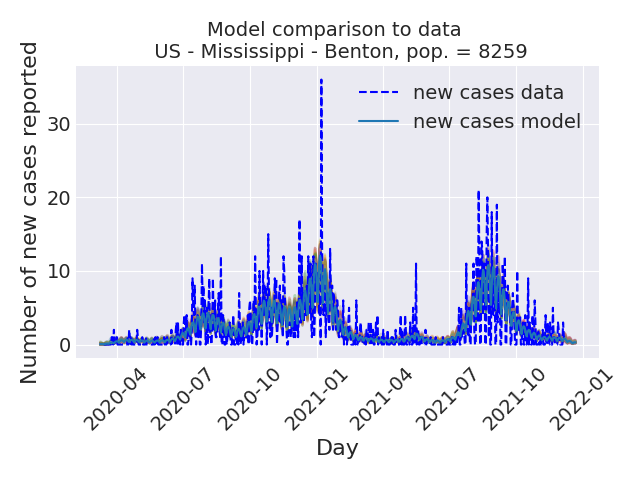 Model comparison to data
US - Mississippi - Benton, pop. = 8259
new cases data
new cases model
Number of new cases reported
30
20
10
0
2020-04
2020-07
2020-10
2021-01
2021-04
2021-07
2021-10
2022-01
Day